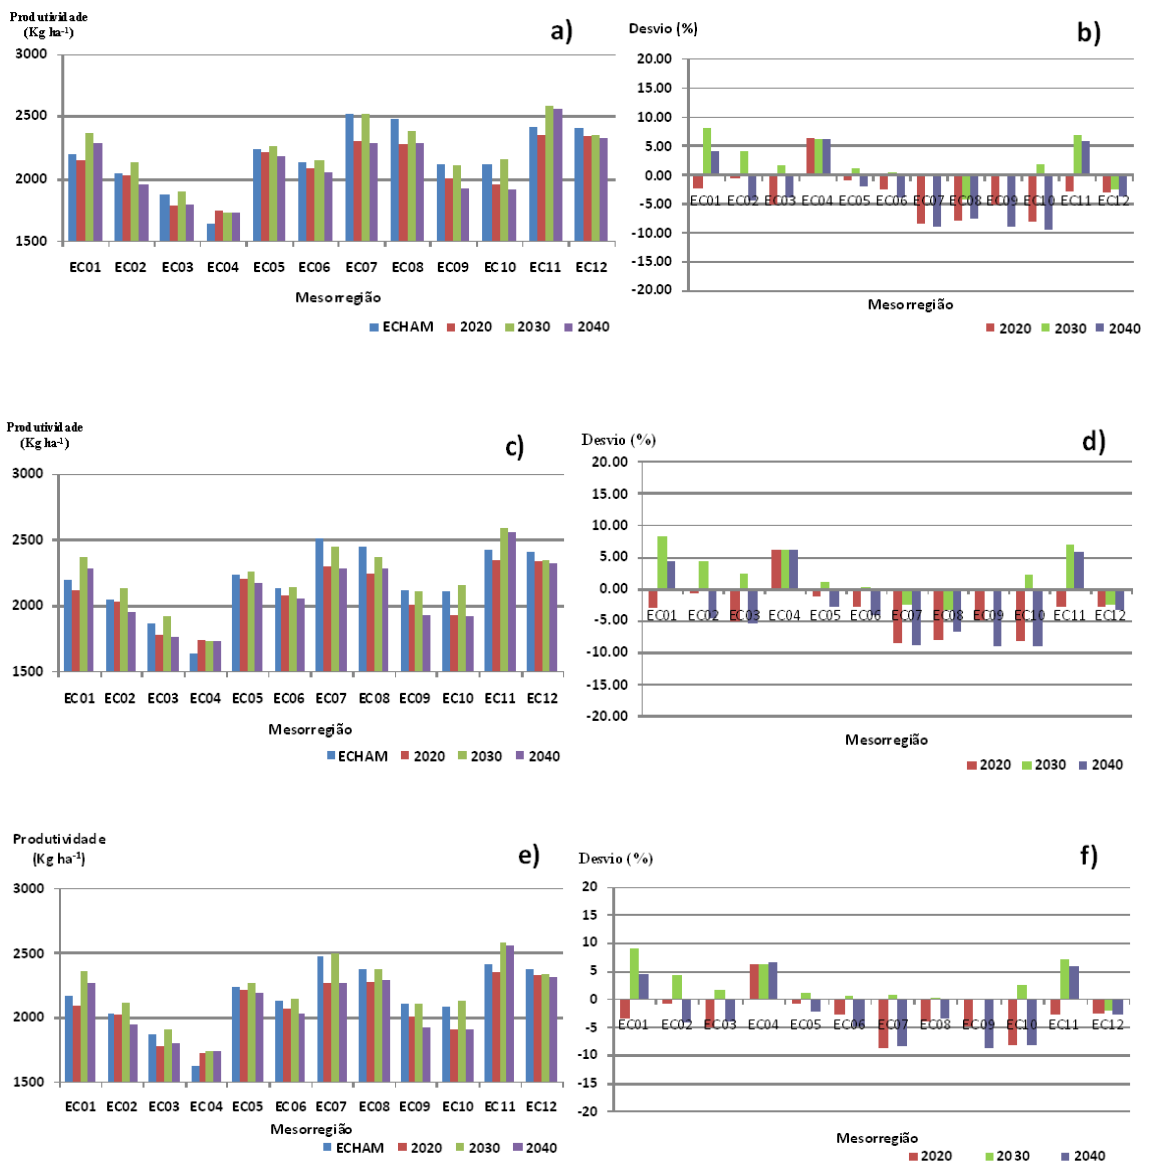 Produtividade
(Kg ha-1)
a)
3000
2500
2000
1500
EC01 EC02 EC03 EC04 EC05 EC06 EC07 EC08 EC09 EC10 EC11 EC12
Mesorregião
ECHAM 2020 2030 2040
Desvio (%)
b)
20.00
15.00
10.00
5.00
0.00
-5.00
-10.00
-15.00
-20.00
EC01 EC02 EC03 EC04 EC05 EC06 EC07 EC08 EC09 EC10 EC11 EC12
Mesorregião
2020 2030 2040
Produtividade
(Kg ha-1)
c)
3000
2500
2000
1500
EC01 EC02 EC03 EC04 EC05 EC06 EC07 EC08 EC09 EC10 EC11 EC12
Mesorregião
ECHAM 2020 2030 2040
Desvio (%)
d)
20.00
15.00
10.00
5.00
0.00
-5.00
-10.00
-15.00
-20.00
EC01 EC02 EC03 EC04 EC05 EC06 EC07 EC08 EC09 EC10 EC11 EC12
Mesorregião
2020 2030 2040
Produtividade
(Kg ha-1)
e)
3000
2500
2000
1500
EC01 EC02 EC03 EC04 EC05 EC06 EC07 EC08 EC09 EC10 EC11 EC12
Mesorregião
ECHAM 2020 2030 2040
Desvio (%)
f)
20
15
10
5
0
-5
-10
-15
-20
EC01 EC02 EC03 EC04 EC05 EC06 EC07 EC08 EC09 EC10 EC11 EC12
Mesorregião
2020 2030 2040